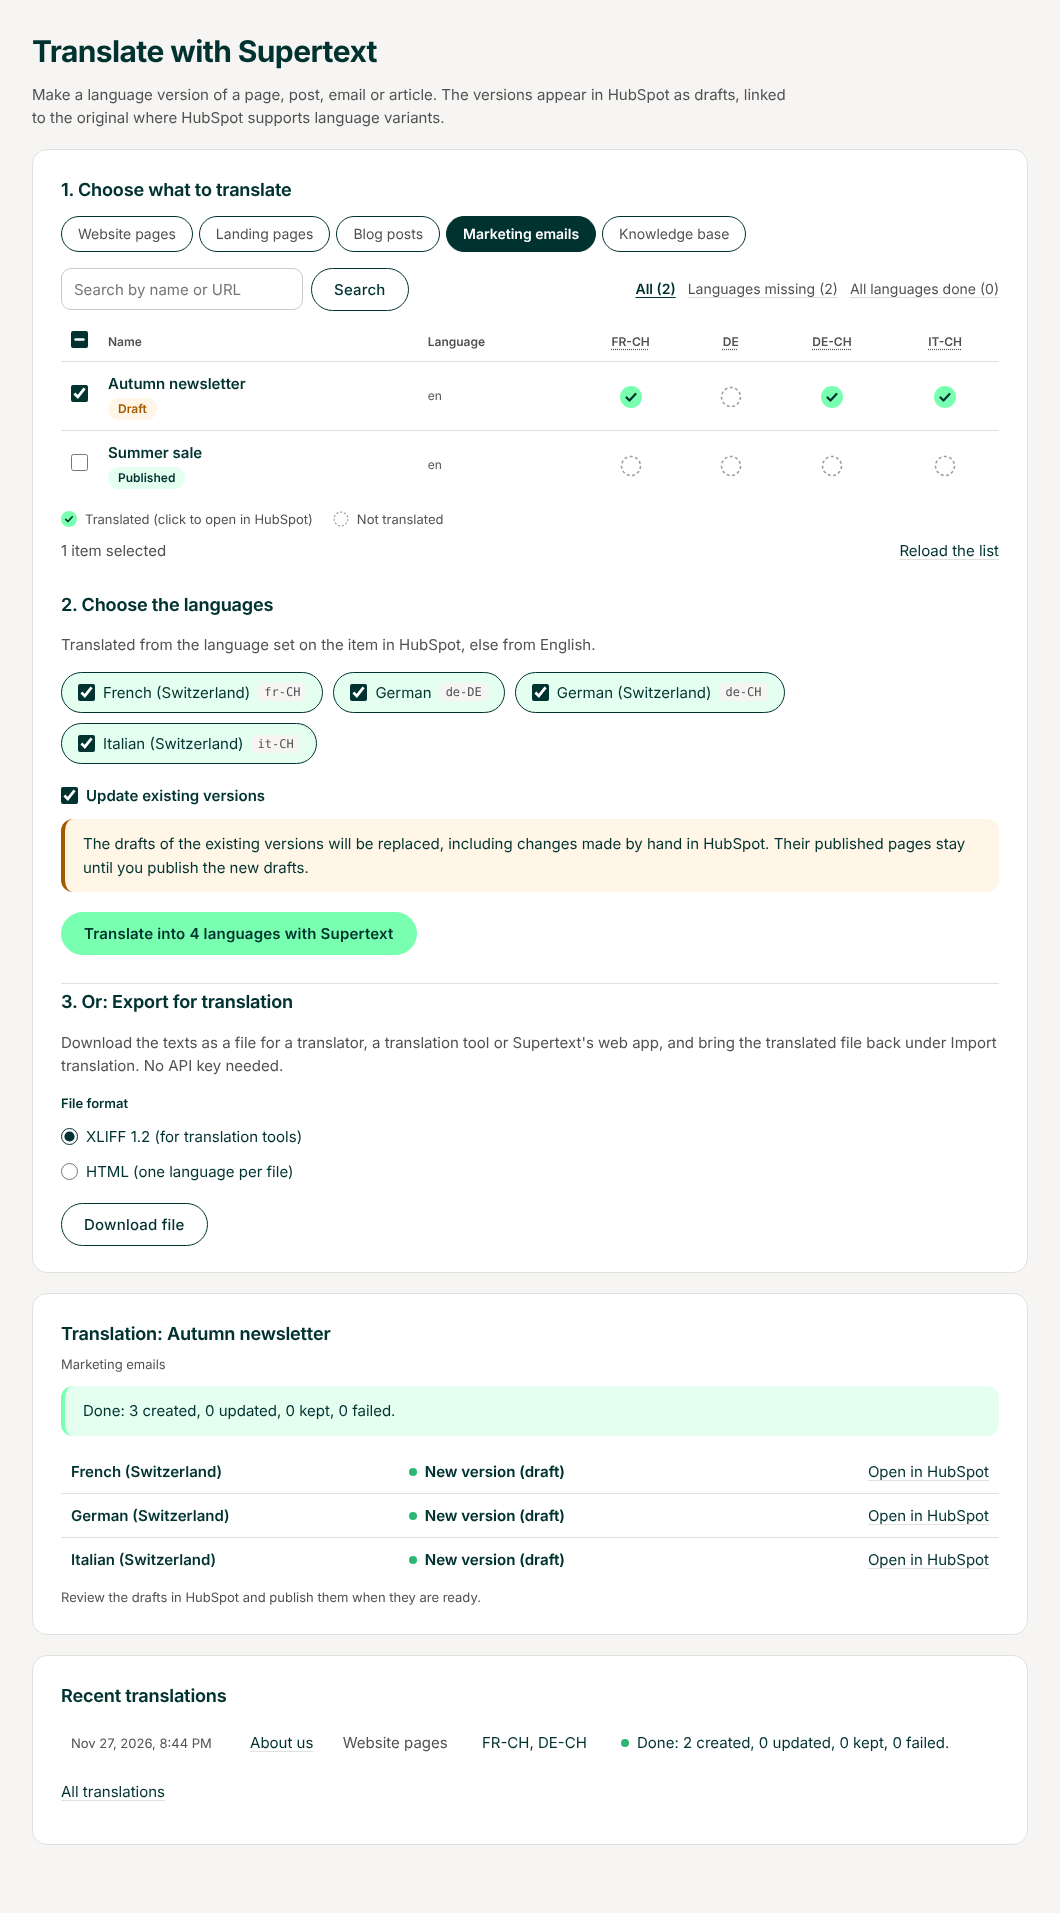 Translate with Supertext
Make a language version of a page, post, email or article. The versions appear in HubSpot as drafts, linked
to the original where HubSpot supports language variants.
1. Choose what to translate
Website pages
Landing pages
Blog posts
Marketing emails
Knowledge base
Search by name or URL
Search
All (2)
Languages missing (2)
All languages done (0)
Name Language FR-CH DE DE-CH IT-CH
Autumn newsletter
Draft
en
Summer sale
Published
en
Translated (click to open in HubSpot)
Not translated
1 item selected
Reload the list
2. Choose the languages
Translated from the language set on the item in HubSpot, else from English.
French (Switzerland) fr-CH
German de-DE
German (Switzerland) de-CH
Italian (Switzerland) it-CH
Update existing versions
The drafts of the existing versions will be replaced, including changes made by hand in HubSpot. Their published pages stay
until you publish the new drafts.
Translate into 4 languages with Supertext
3. Or: Export for translation
Download the texts as a file for a translator, a translation tool or Supertext's web app, and bring the translated file back under Import
translation. No API key needed.
File format
XLIFF 1.2 (for translation tools)
HTML (one language per file)
Download file
Translation: Autumn newsletter
Marketing emails
Done: 3 created, 0 updated, 0 kept, 0 failed.
French (Switzerland) New version (draft) Open in HubSpot
German (Switzerland) New version (draft) Open in HubSpot
Italian (Switzerland) New version (draft) Open in HubSpot
Review the drafts in HubSpot and publish them when they are ready.
Recent translations
Nov 27, 2026, 8:44 PM About us Website pages FR-CH, DE-CH Done: 2 created, 0 updated, 0 kept, 0 failed.
All translations